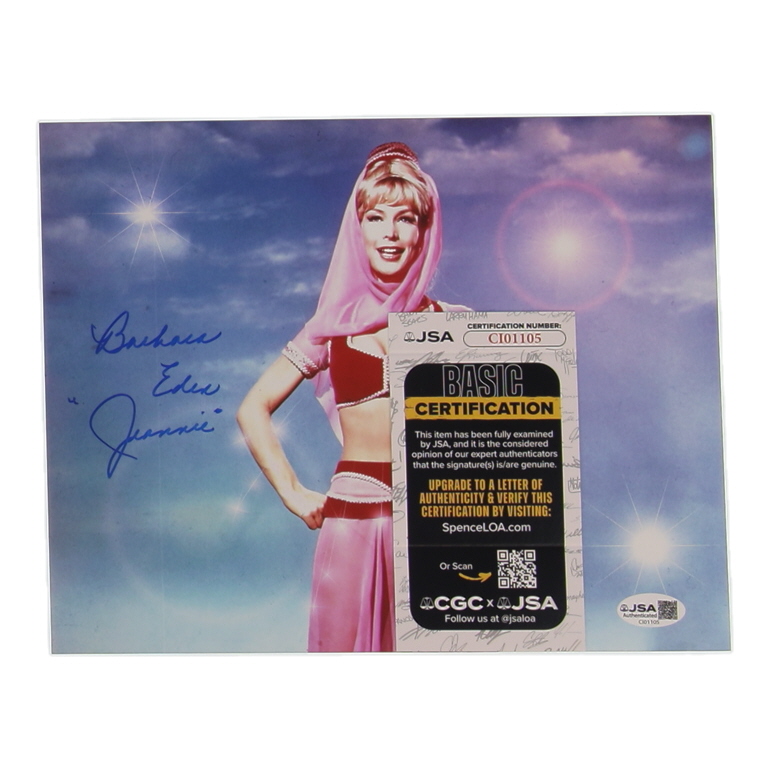 Barbara
Eden
"Jeannie"
JSA
CERTIFICATION NUMBER:
CI01105
BASIC
CERTIFICATION
This item has been fully examined
by JSA, and it is the considered
opinion of our expert authenticators
that the signature(s) is/are genuine.
UPGRADE TO A LETTER OF
AUTHENTICITY & VERIFY THIS
CERTIFICATION BY VISITING:
SpenceLOA.com
Or Scan
CGC x JSA
Follow us at @jsaloa
JSA
Authenticated
CI01105